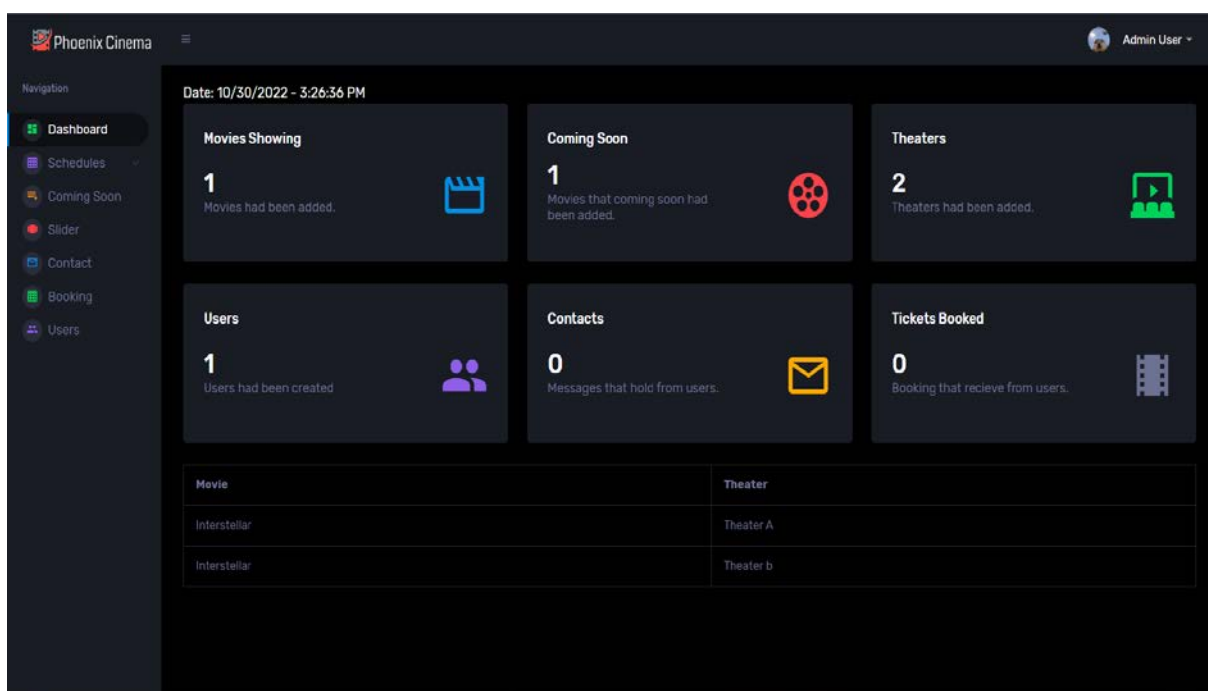 Phoenix Cinema
Admin User
Navigation
Dashboard
Schedules
Coming Soon
Slider
Contact
Booking
Users
Date: 10/30/2022 - 3:26:36 PM
Movies Showing
1
Movies had been added.
Coming Soon
1
Movies that coming soon had
been added.
Theaters
2
Theaters had been added.
Users
1
Users had been created
Contacts
0
Messages that hold from users.
Tickets Booked
0
Booking that recieve from users.
Movie Theater
Interstellar Theater A
Interstellar Theater b